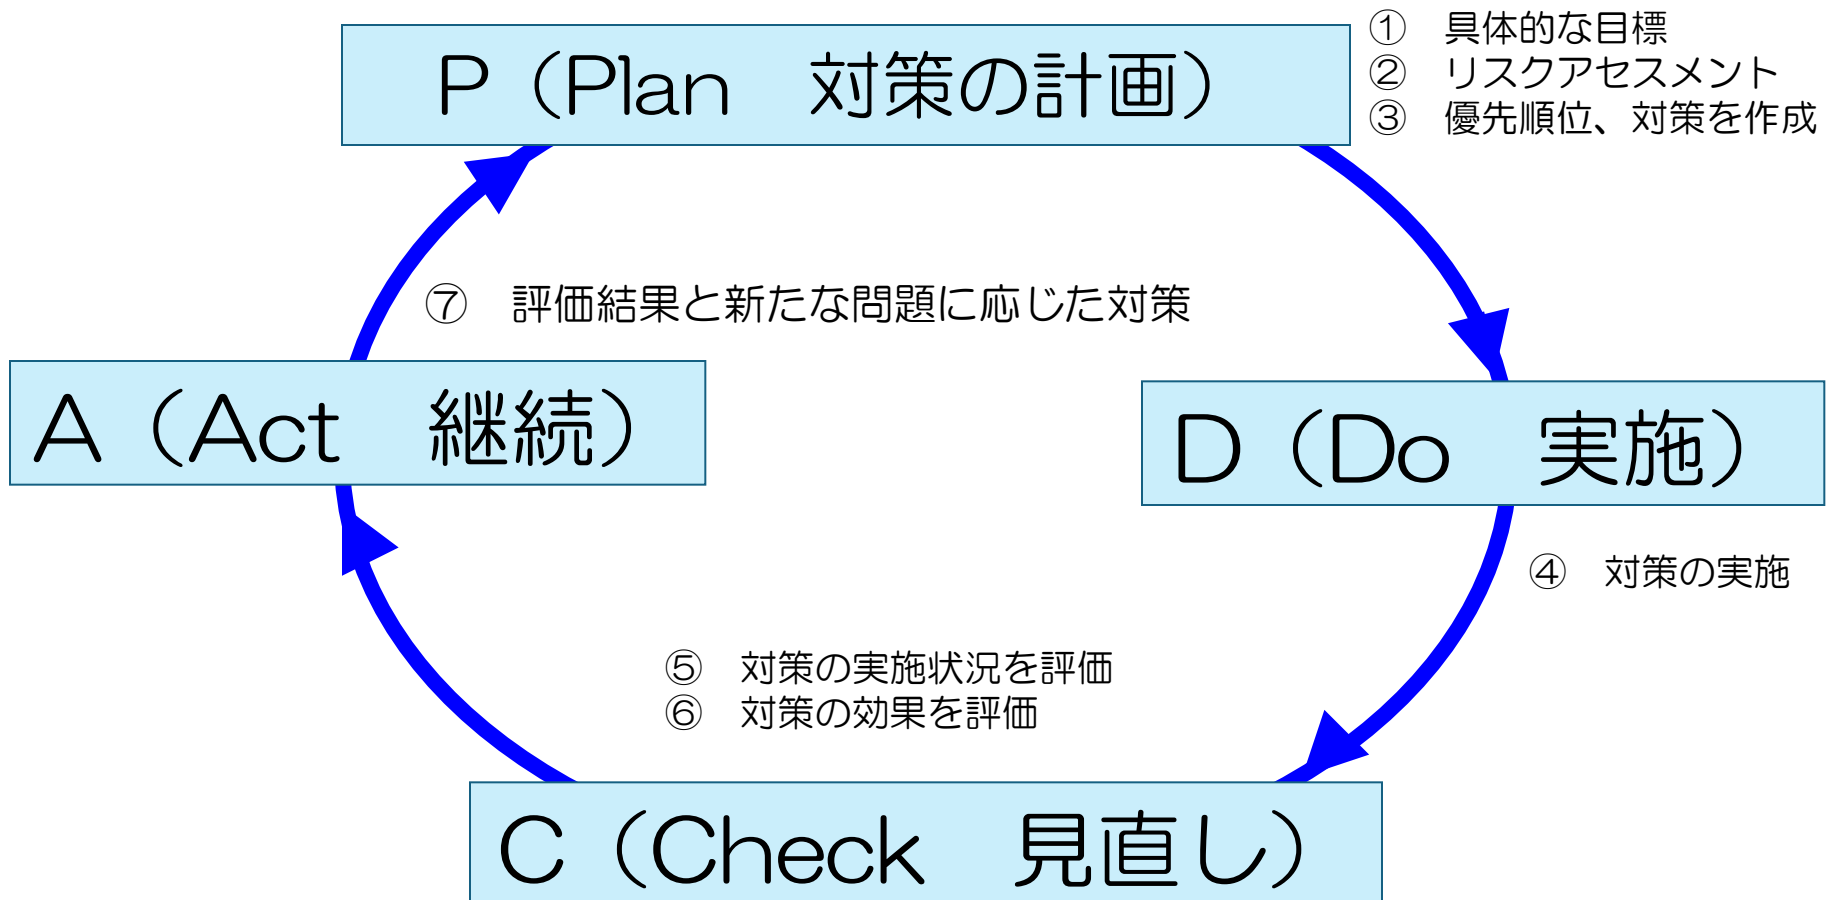 P（Plan　対策の計画）
①　具体的な目標
②　リスクアセスメント
③　優先順位、対策を作成
⑦　評価結果と新たな問題に応じた対策
A（Act　継続）
D（Do　実施）
④　対策の実施
⑤　対策の実施状況を評価
⑥　対策の効果を評価
C（Check　見直し）